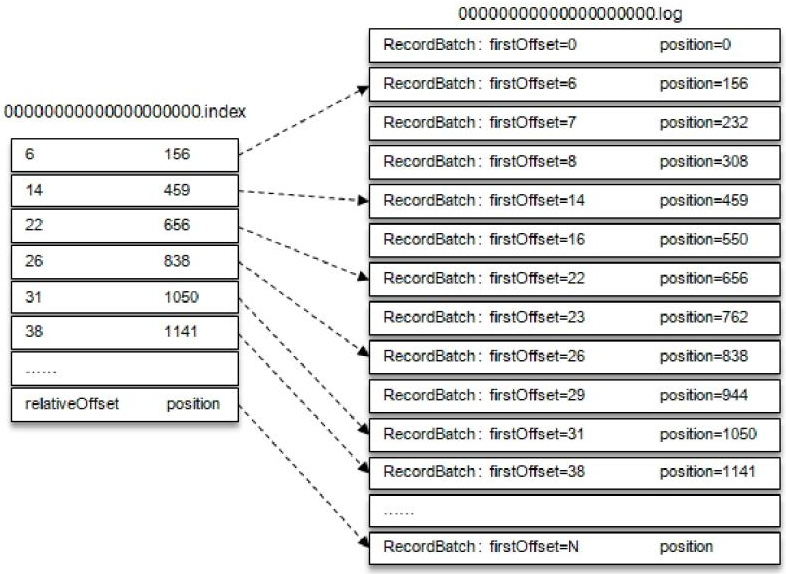 00000000000000000000.log
RecordBatch: firstOffset=0 position=0
RecordBatch: firstOffset=6 position=156
RecordBatch: firstOffset=7 position=232
RecordBatch: firstOffset=8 position=308
RecordBatch: firstOffset=14 position=459
RecordBatch: firstOffset=16 position=550
RecordBatch: firstOffset=22 position=656
RecordBatch: firstOffset=23 position=762
RecordBatch: firstOffset=26 position=838
RecordBatch: firstOffset=29 position=944
RecordBatch: firstOffset=31 position=1050
RecordBatch: firstOffset=38 position=1141
......
RecordBatch: firstOffset=N position
00000000000000000000.index
6 156
14 459
22 656
26 838
31 1050
38 1141
......
relativeOffset position